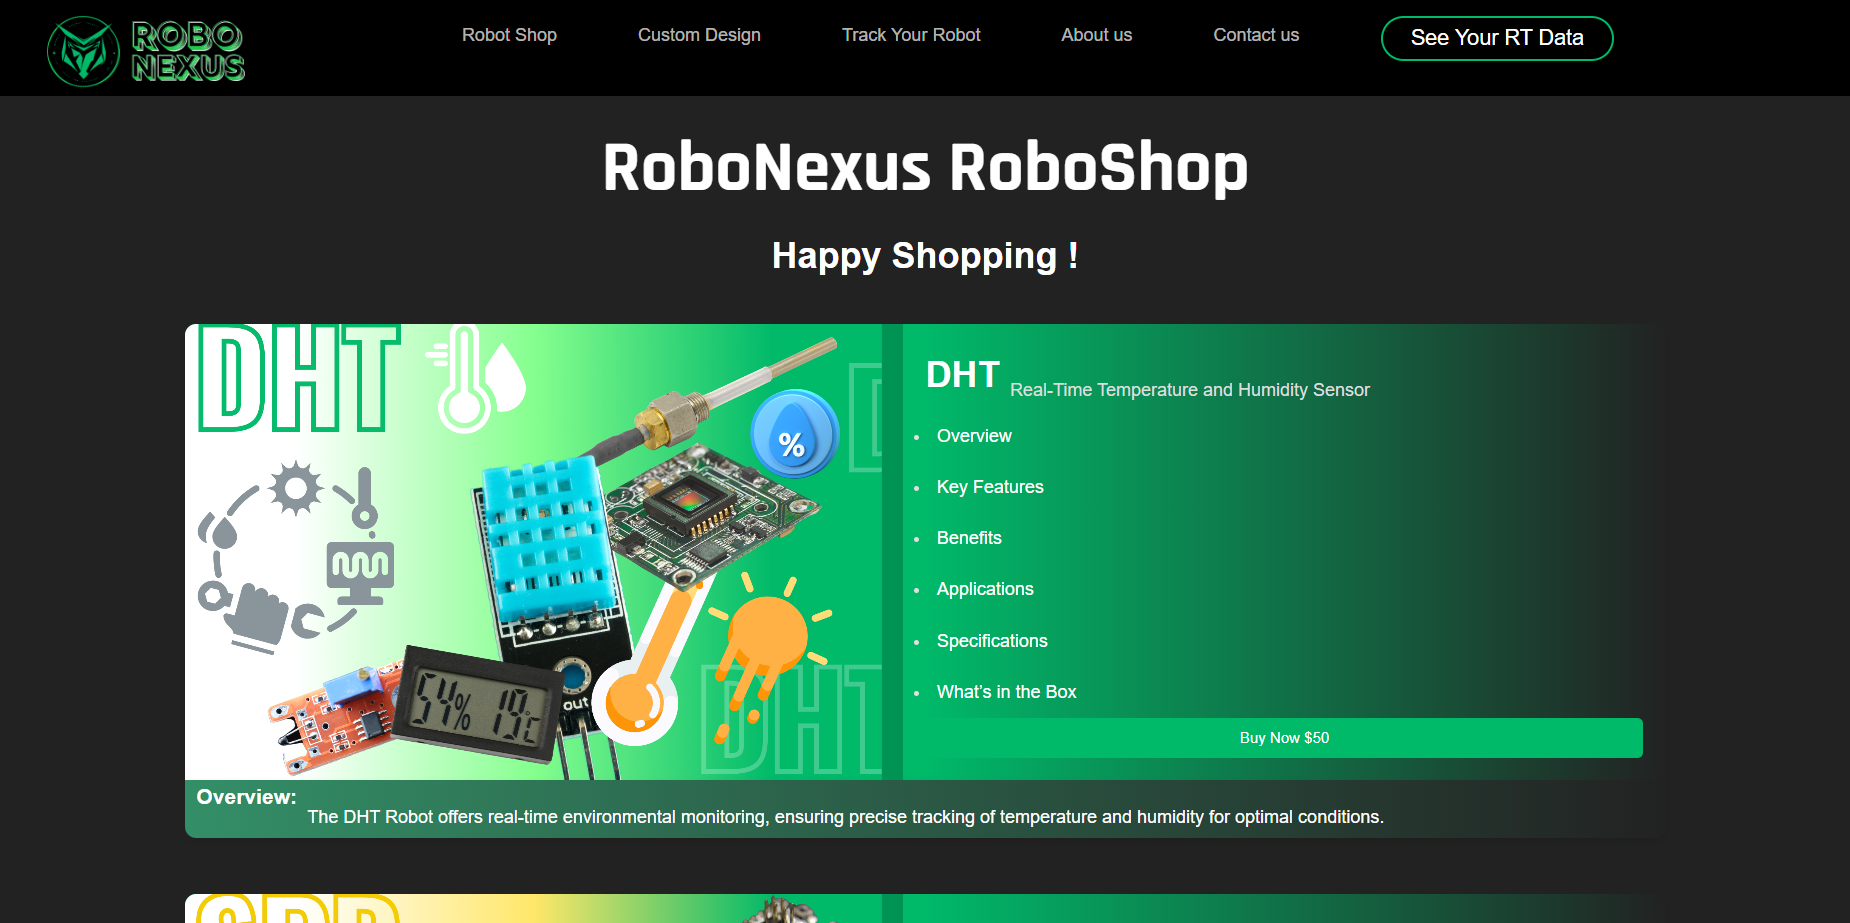 ROBO
NEXUS
Robot Shop
Custom Design
Track Your Robot
About us
Contact us
See Your RT Data
RoboNexus RoboShop
Happy Shopping !
DHT
%
54% 19°C
out
DHT
DHT Real-Time Temperature and Humidity Sensor
Overview
Key Features
Benefits
Applications
Specifications
What's in the Box
Buy Now $50
Overview:
The DHT Robot offers real-time environmental monitoring, ensuring precise tracking of temperature and humidity for optimal conditions.